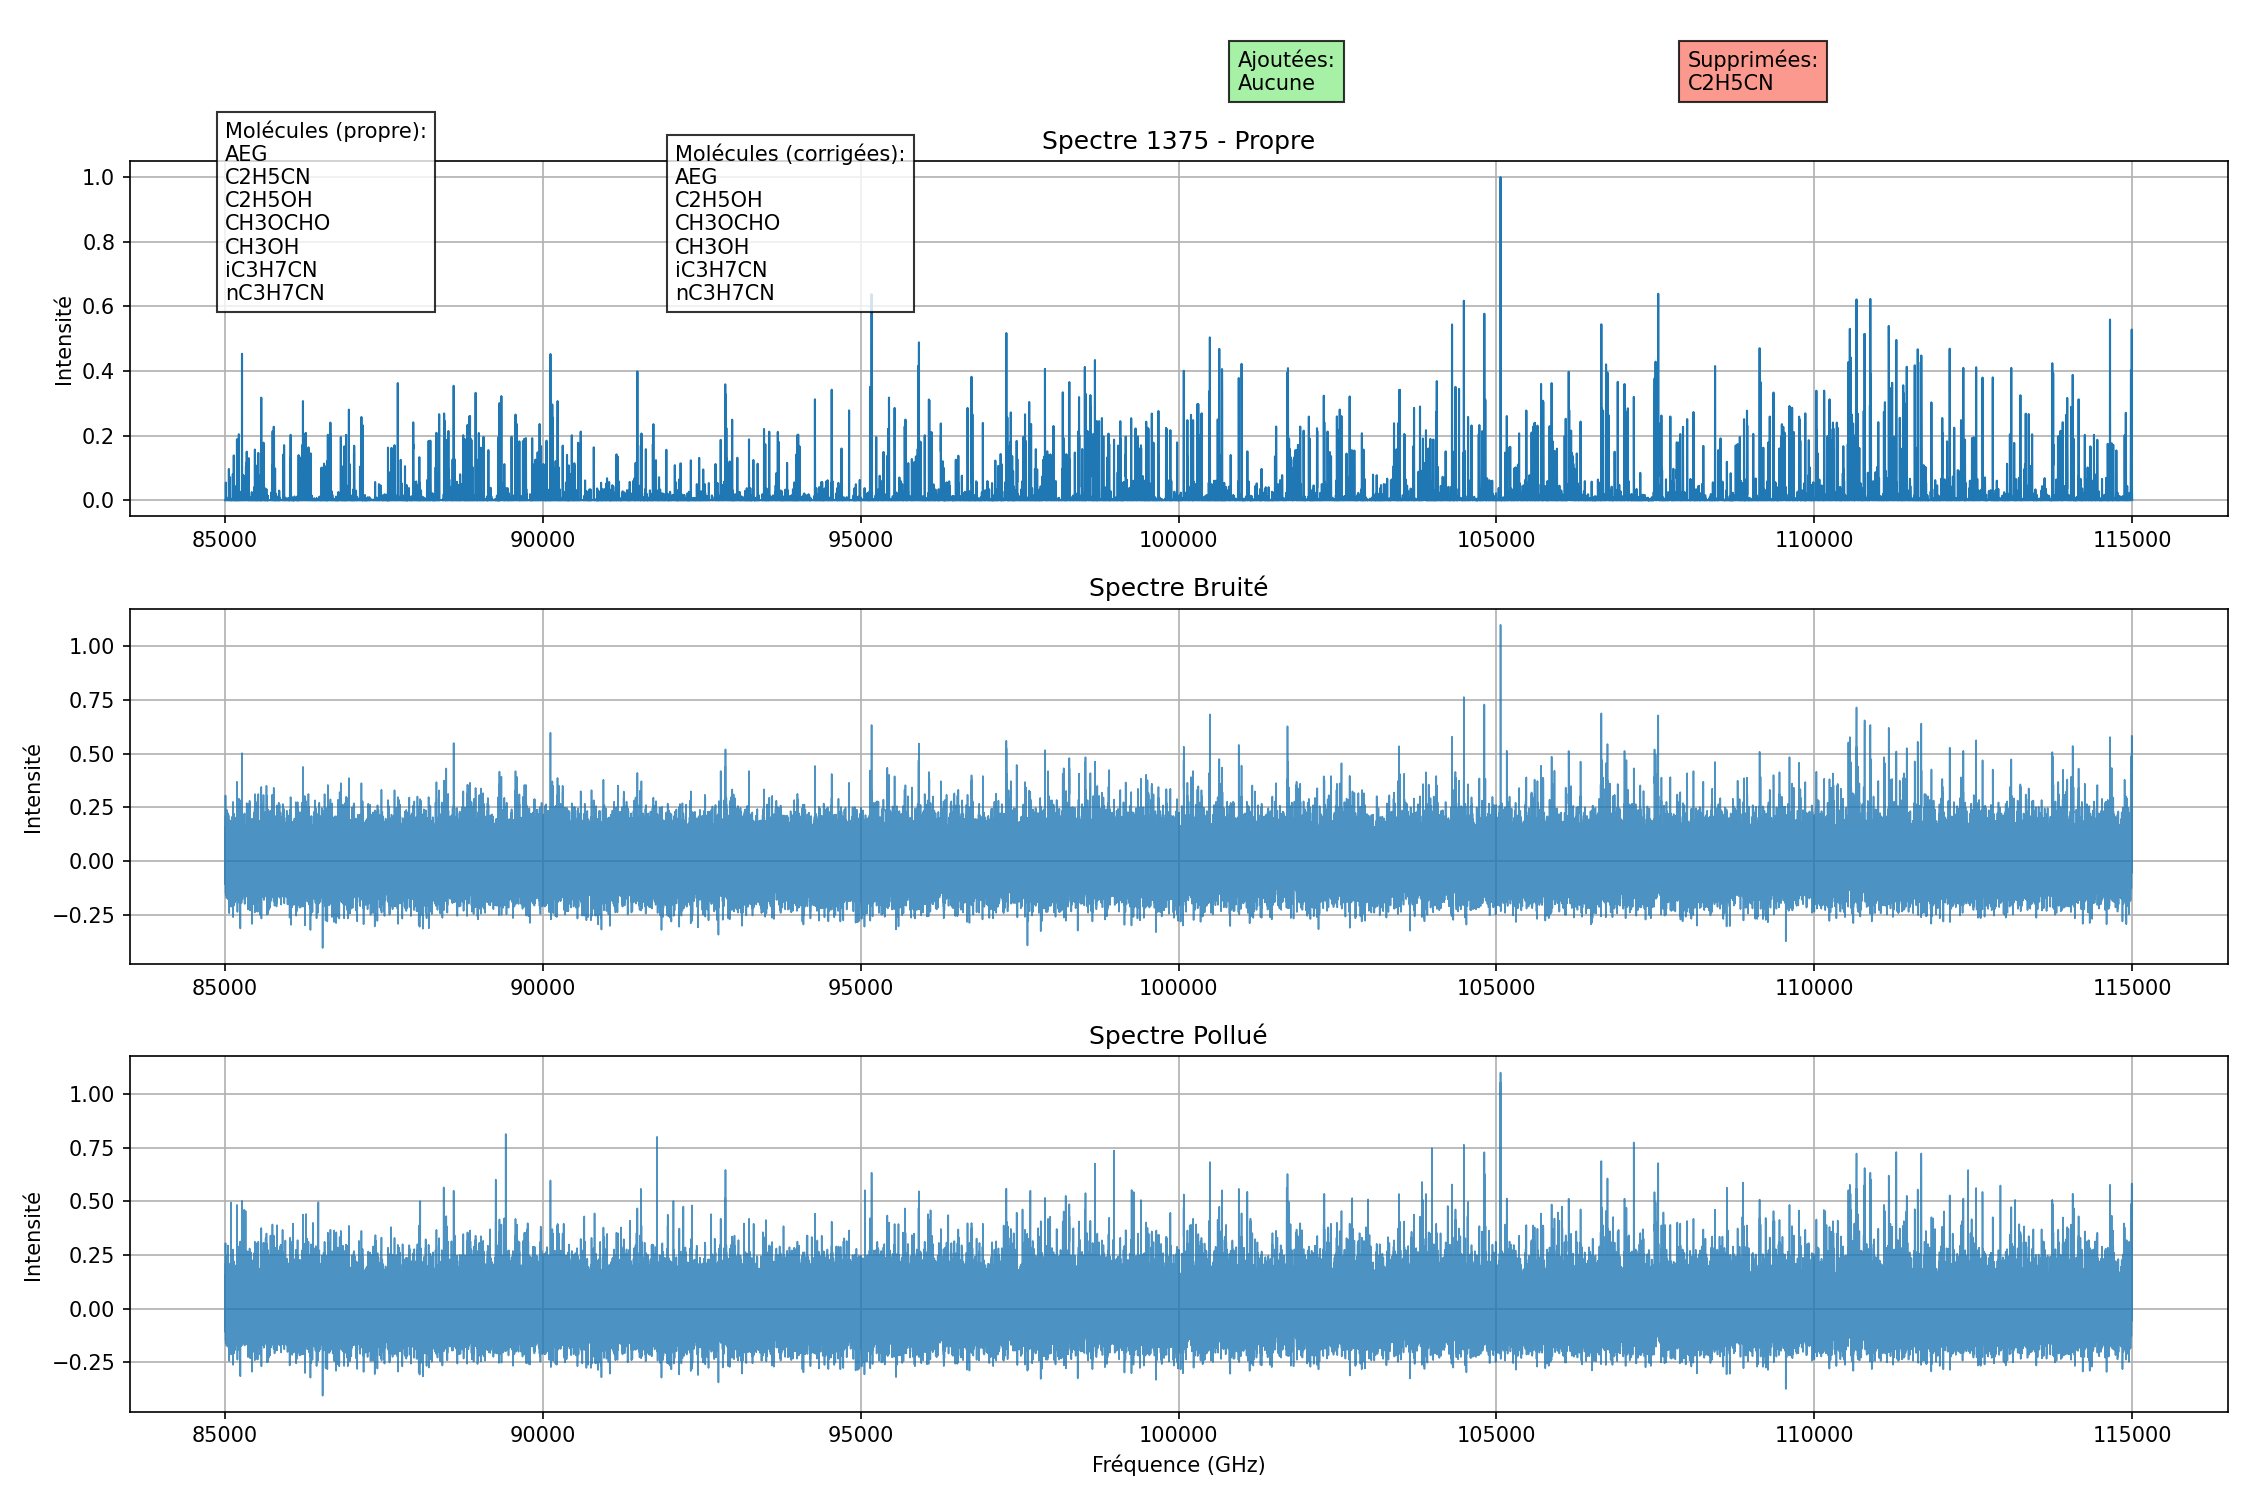 Ajoutées:
Aucune
Supprimées:
C2H5CN
Molécules (propre):
AEG
C2H5CN
C2H5OH
CH3OCHO
CH3OH
iC3H7CN
nC3H7CN
Molécules (corrigées):
AEG
C2H5OH
CH3OCHO
CH3OH
iC3H7CN
nC3H7CN
Spectre 1375 - Propre
Intensité
1.0
0.8
0.6
0.4
0.2
0.0
85000 90000 95000 100000 105000 110000 115000
Spectre Bruité
Intensité
1.00
0.75
0.50
0.25
0.00
−0.25
85000 90000 95000 100000 105000 110000 115000
Spectre Pollué
Intensité
1.00
0.75
0.50
0.25
0.00
−0.25
85000 90000 95000 100000 105000 110000 115000
Fréquence (GHz)